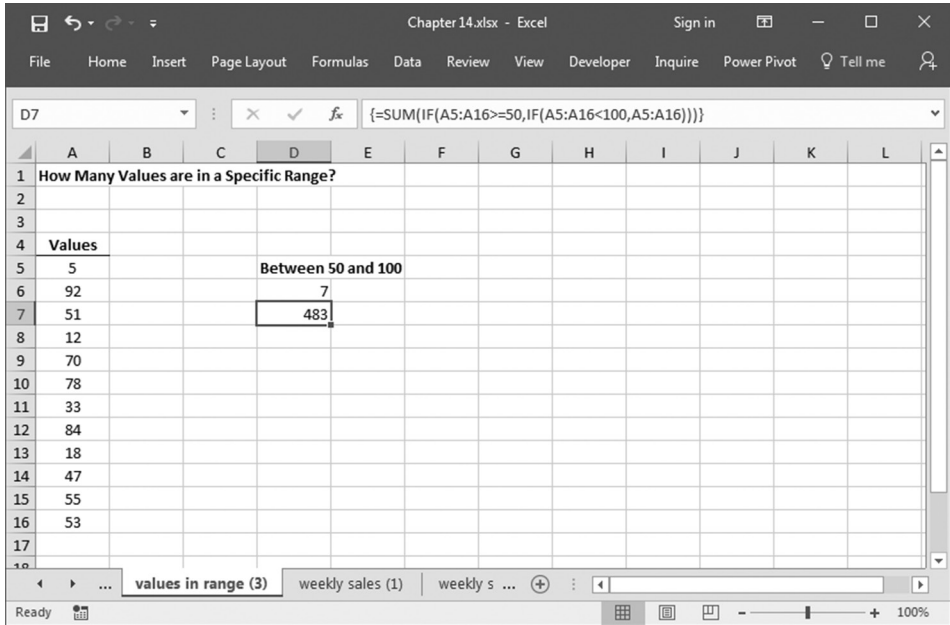 Chapter 14.xlsx - Excel
Sign in
File Home Insert Page Layout Formulas Data Review View Developer Inquire Power Pivot Tell me
D7 fx {=SUM(IF(A5:A16>=50,IF(A5:A16<100,A5:A16)))}
A B C D E F G H I J K L
1 How Many Values are in a Specific Range?
2
3
4 Values
5 5 Between 50 and 100
6 92 7
7 51 483
8 12
9 70
10 78
11 33
12 84
13 18
14 47
15 55
16 53
17
18
... values in range (3) weekly sales (1) weekly s ...
Ready 100%